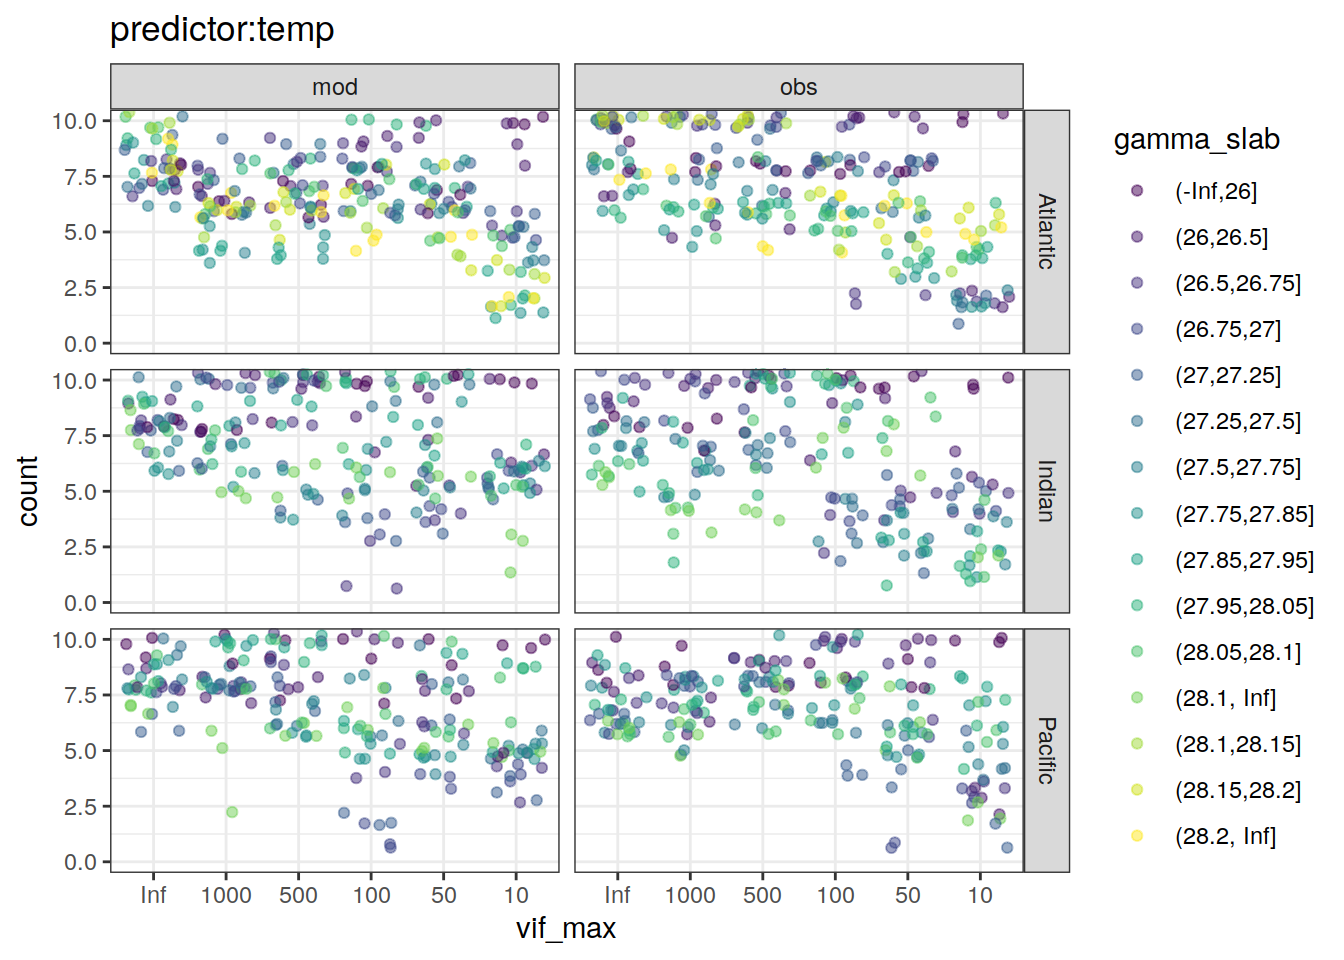 predictor:temp
mod
obs
10.0
7.5
5.0
2.5
0.0
Atlantic
10.0
7.5
5.0
2.5
0.0
Indian
10.0
7.5
5.0
2.5
0.0
Pacific
Inf
1000
500
100
50
10
Inf
1000
500
100
50
10
vif_max
count
gamma_slab
(-Inf,26]
(26,26.5]
(26.5,26.75]
(26.75,27]
(27,27.25]
(27.25,27.5]
(27.5,27.75]
(27.75,27.85]
(27.85,27.95]
(27.95,28.05]
(28.05,28.1]
(28.1, Inf]
(28.1,28.15]
(28.15,28.2]
(28.2, Inf]